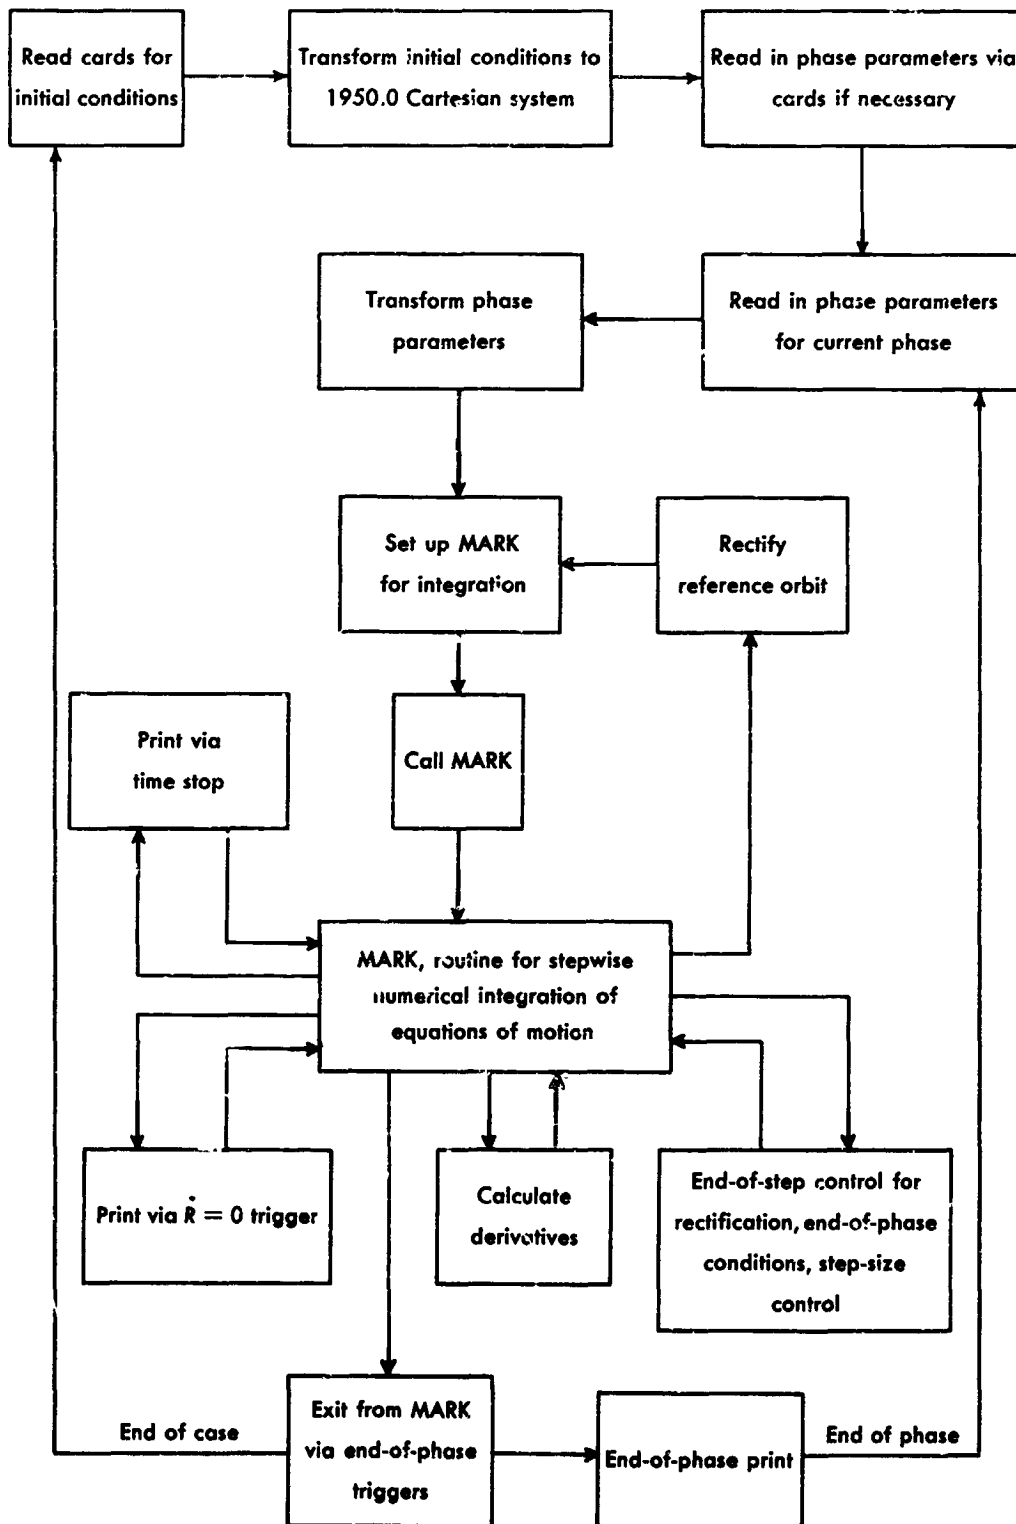 Read cards for
initial conditions
Transform initial conditions to
1950.0 Cartesian system
Read in phase parameters via
cards if necessary
Transform phase
parameters
Read in phase parameters
for current phase
Set up MARK
for integration
Rectify
reference orbit
Print via
time stop
Call MARK
MARK, routine for stepwise
numerical integration of
equations of motion
Print via Ṙ = 0 trigger
Calculate
derivatives
End-of-step control for
rectification, end-of-phase
conditions, step-size
control
End of case
Exit from MARK
via end-of-phase
triggers
End-of-phase print
End of phase